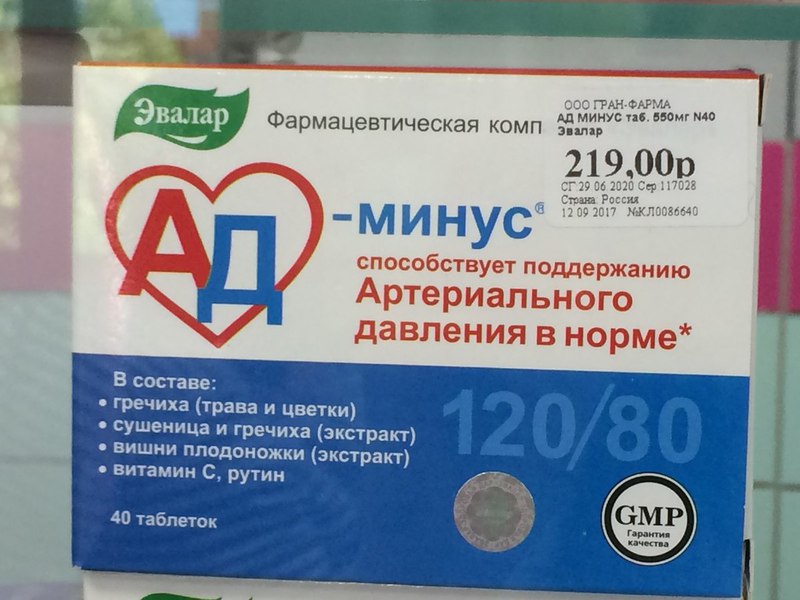 Эвалар
Фармацевтическая комп
ООО ГРАН-ФАРМА
АД МИНУС таб. 550мг N40
Эвалар
219,00р
СГ 29 06 2020 Сер 117028
Страна Россия
12 09 2017 №КЛ0086640
АД -минус®
способствует поддержанию
Артериального
давления в норме*
В составе:
• гречиха (трава и цветки)
• сушеница и гречиха (экстракт)
• вишни плодоножки (экстракт)
• витамин С, рутин
120/80
40 таблеток
GMP
Гарантия
качества